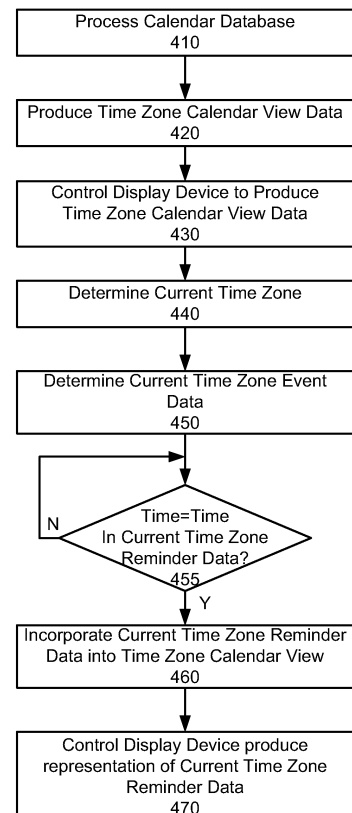 Process Calendar Database
410
Produce Time Zone Calendar View Data
420
Control Display Device to Produce
Time Zone Calendar View Data
430
Determine Current Time Zone
440
Determine Current Time Zone Event
Data
450
Time=Time
In Current Time Zone
Reminder Data?
455
N
Y
Incorporate Current Time Zone Reminder
Data into Time Zone Calendar View
460
Control Display Device produce
representation of Current Time Zone
Reminder Data
470